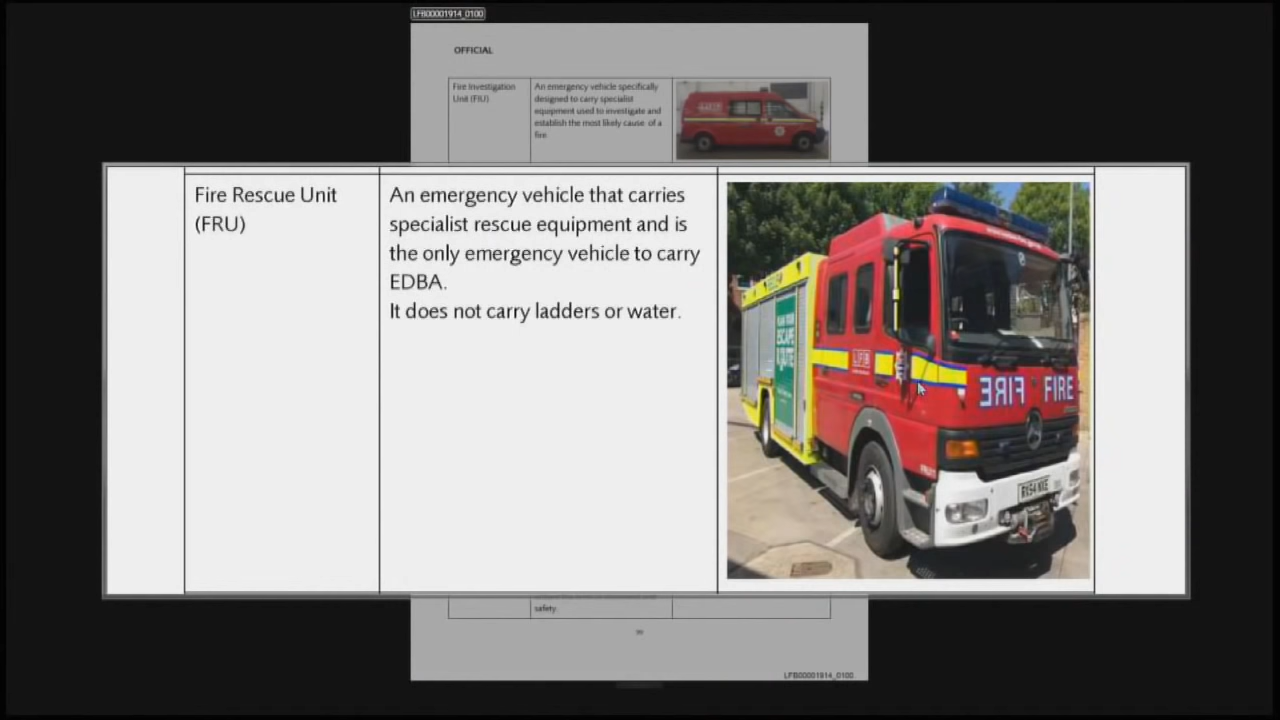 LFB00001914_0100
OFFICIAL
Fire Investigation
Unit (FIU)
An emergency vehicle specifically
designed to carry specialist
equipment used to investigate and
establish the most likely cause of a
fire
Fire Rescue Unit
(FRU)
An emergency vehicle that carries
specialist rescue equipment and is
the only emergency vehicle to carry
EDBA.
It does not carry ladders or water.
LFB
FIRE
FIRE
safety.
99
LFB00001914_0100